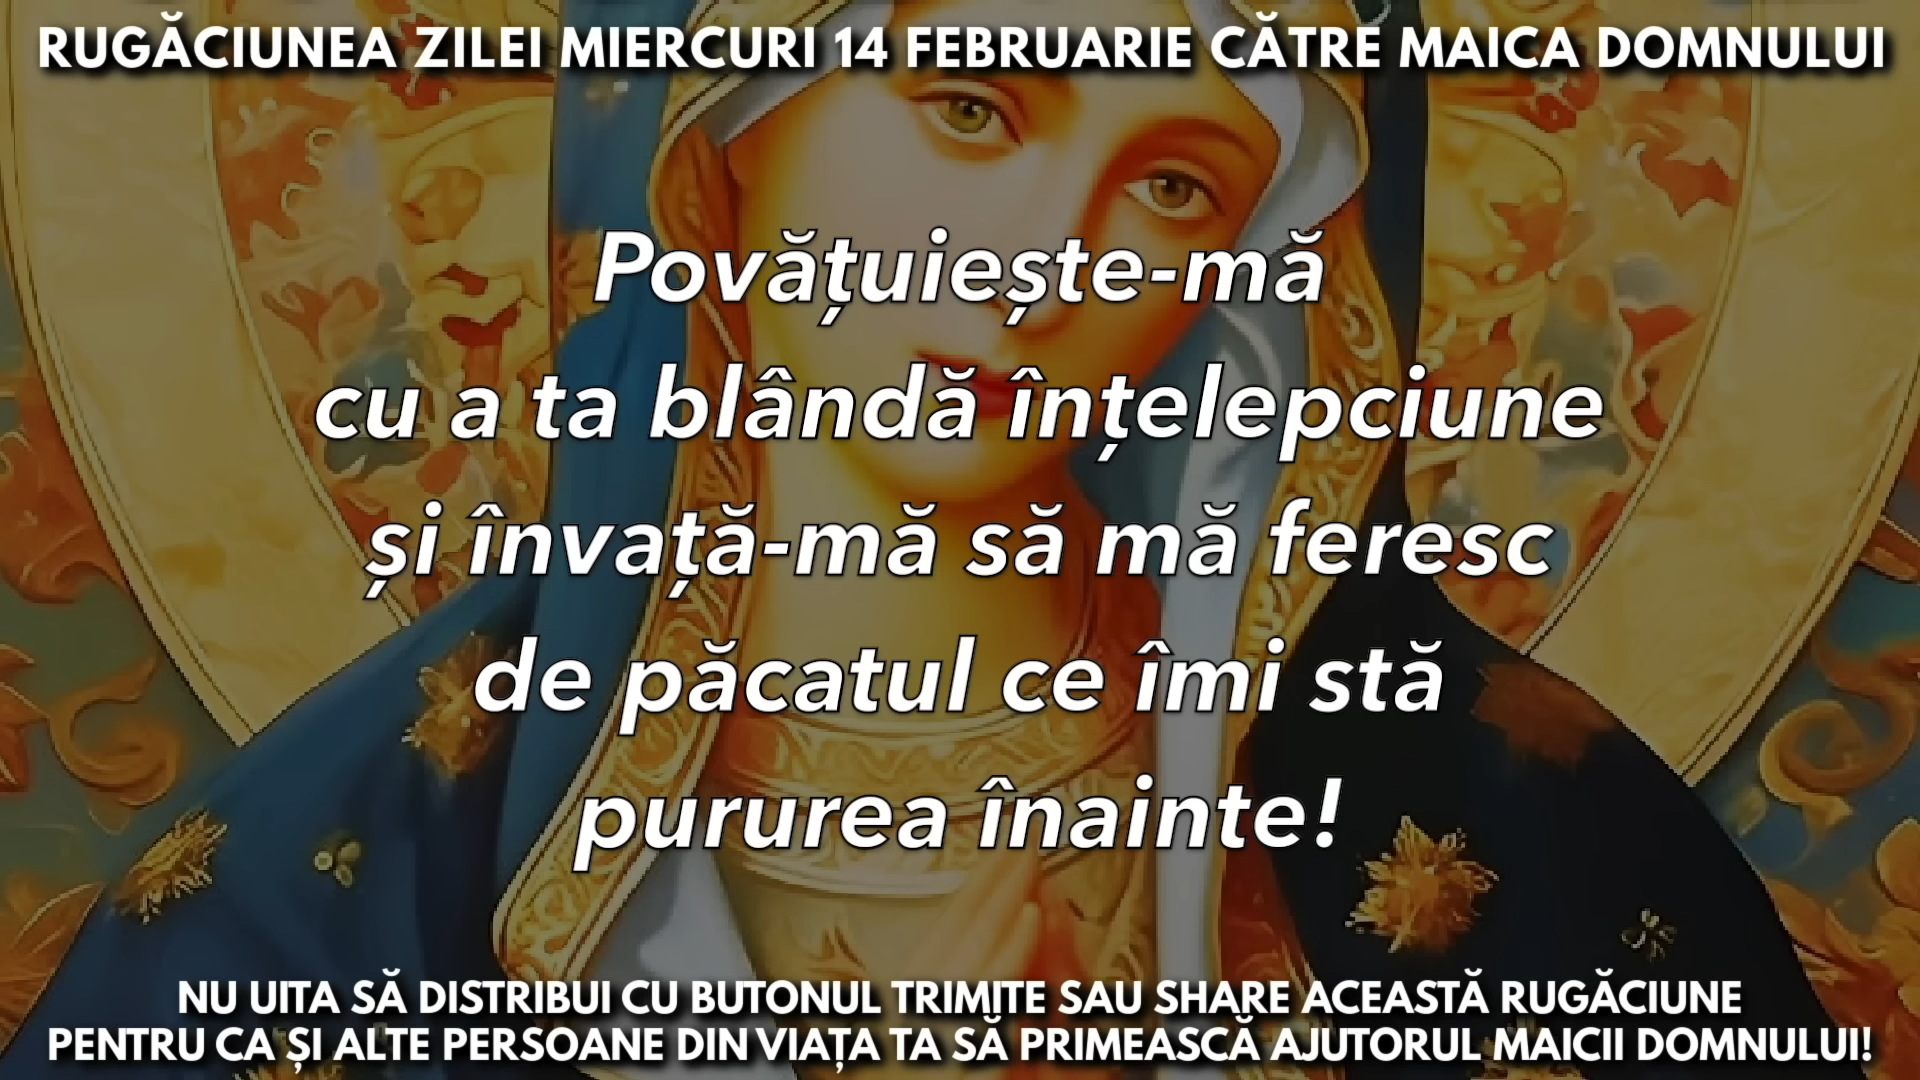 RUGĂCIUNEA ZILEI MIERCURI 14 FEBRUARIE CĂTRE MAICA DOMNULUI
Povățuiește-mă
cu a ta blândă înțelepciune
și învață-mă să mă feresc
de păcatul ce îmi stă
pururea înainte!
NU UITA SĂ DISTRIBUI CU BUTONUL TRIMITE SAU SHARE ACEASTĂ RUGĂCIUNE
PENTRU CA ȘI ALTE PERSOANE DIN VIAȚA TA SĂ PRIMEASCĂ AJUTORUL MAICII DOMNULUI!